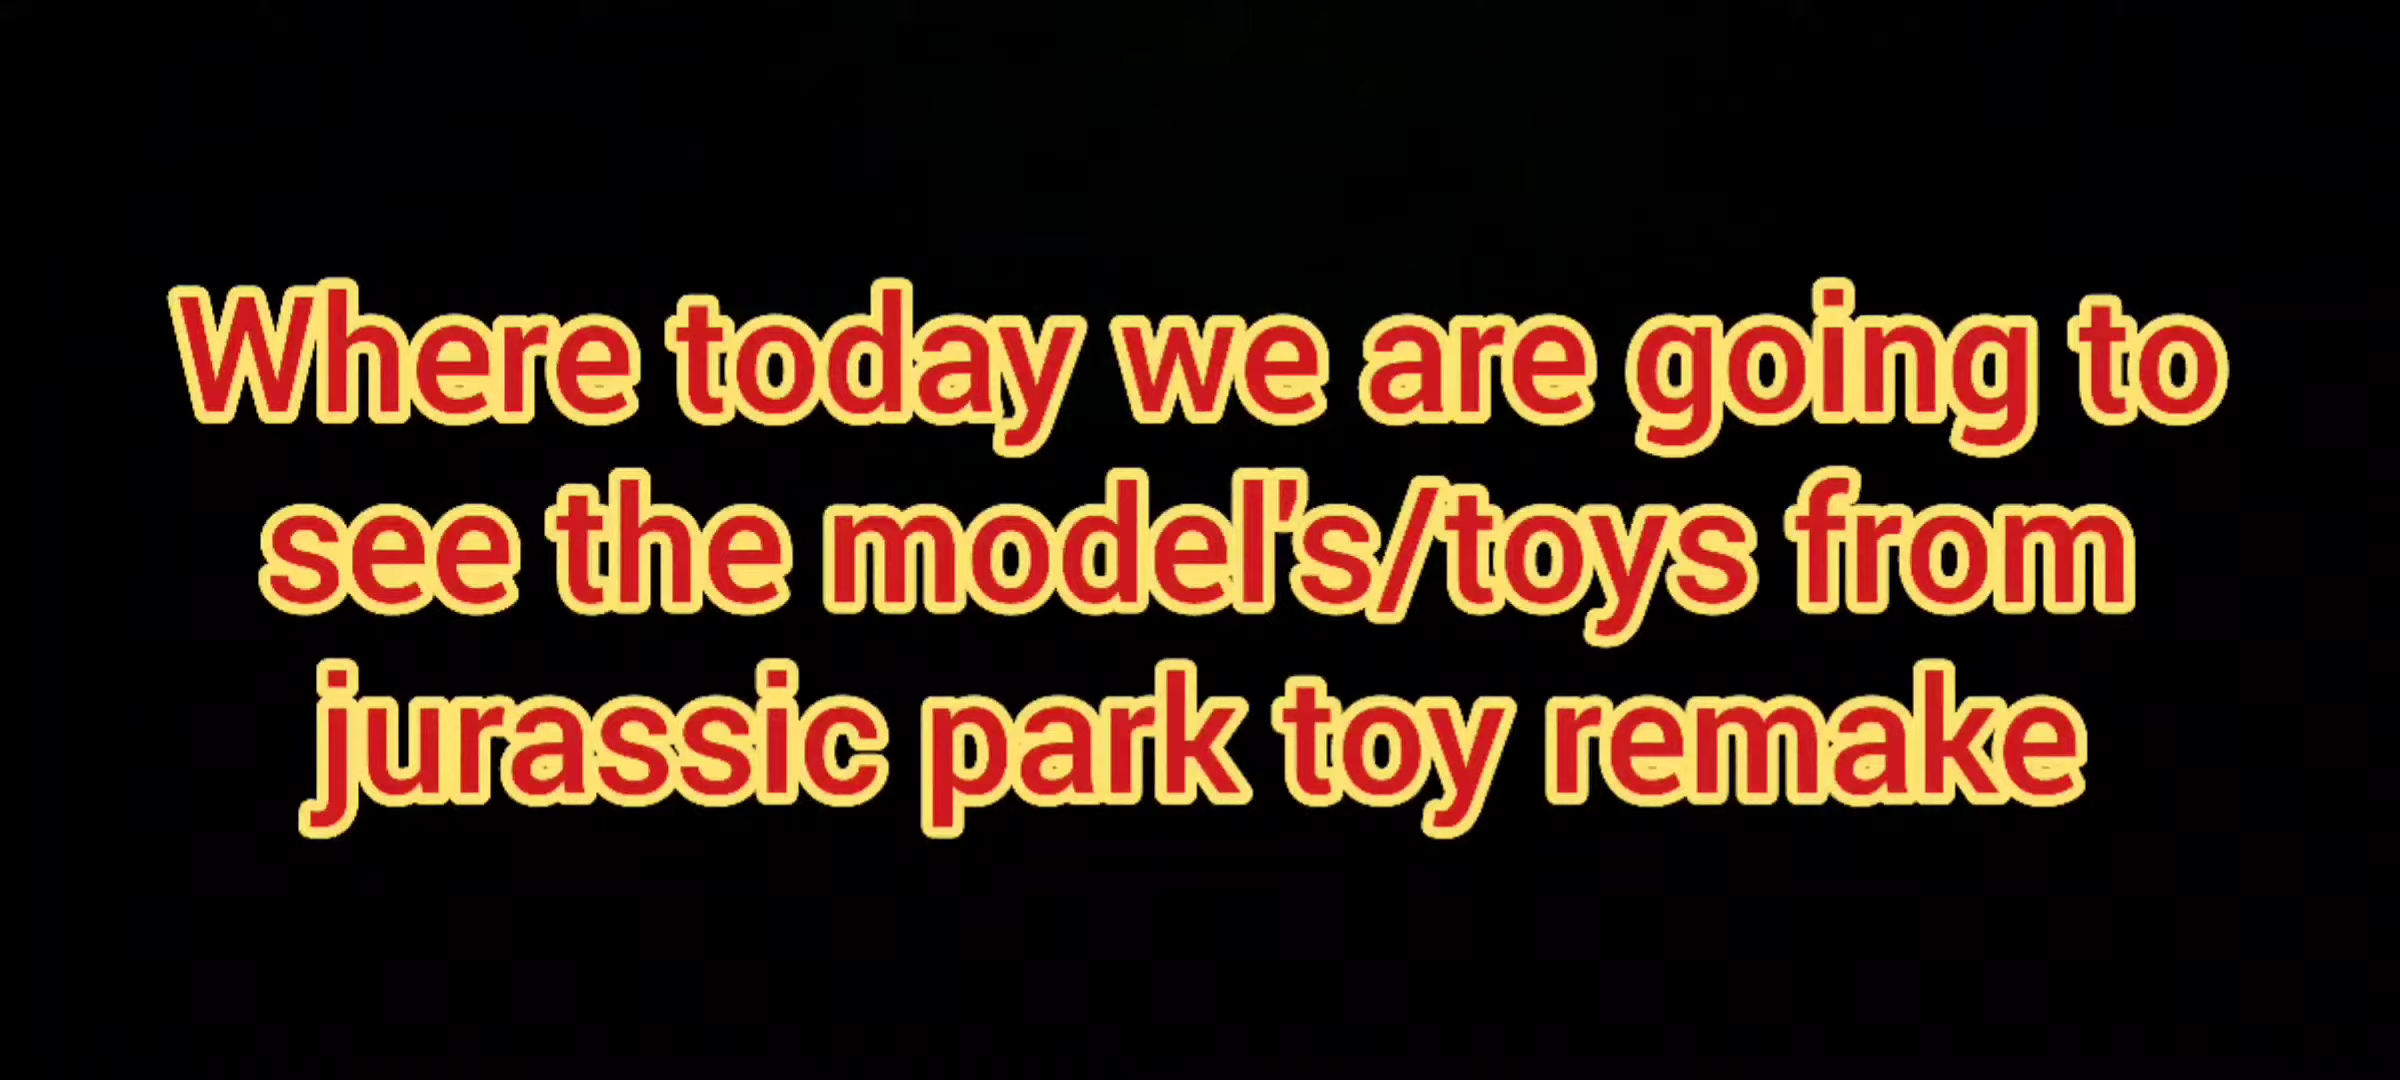 Where today we are going to
see the model's/toys from
jurassic park toy remake